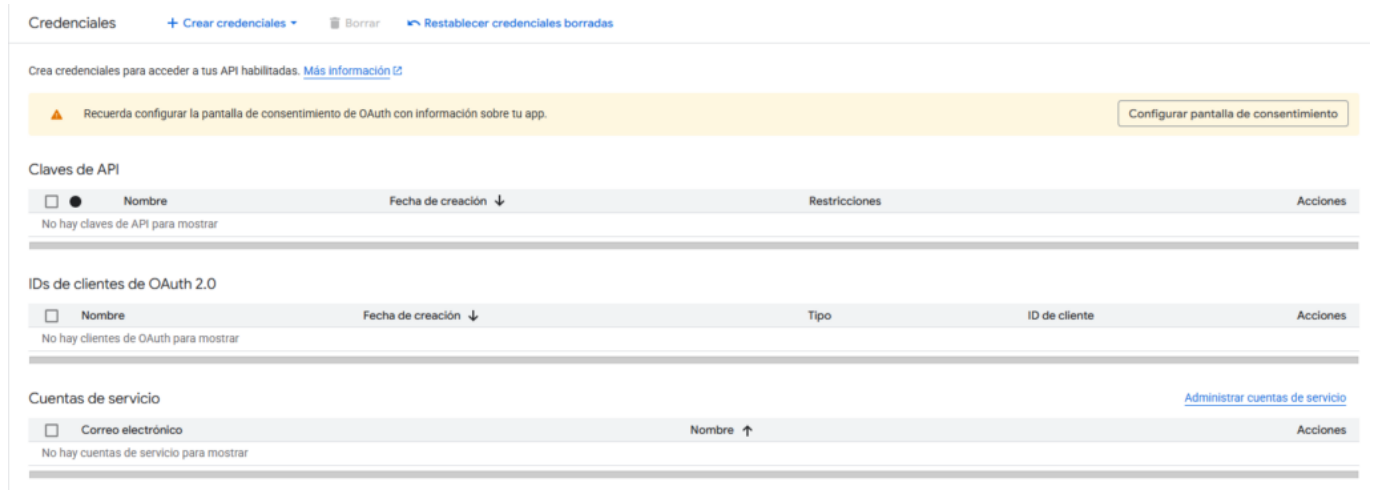 Credenciales + Crear credenciales Borrar Restablecer credenciales borradas
Crea credenciales para acceder a tus API habilitadas. Más información
Recuerda configurar la pantalla de consentimiento de OAuth con información sobre tu app. Configurar pantalla de consentimiento
Claves de API
Nombre Fecha de creación ↓ Restricciones Acciones
No hay claves de API para mostrar
IDs de clientes de OAuth 2.0
Nombre Fecha de creación ↓ Tipo ID de cliente Acciones
No hay clientes de OAuth para mostrar
Cuentas de servicio Administrar cuentas de servicio
Correo electrónico Nombre ↑ Acciones
No hay cuentas de servicio para mostrar